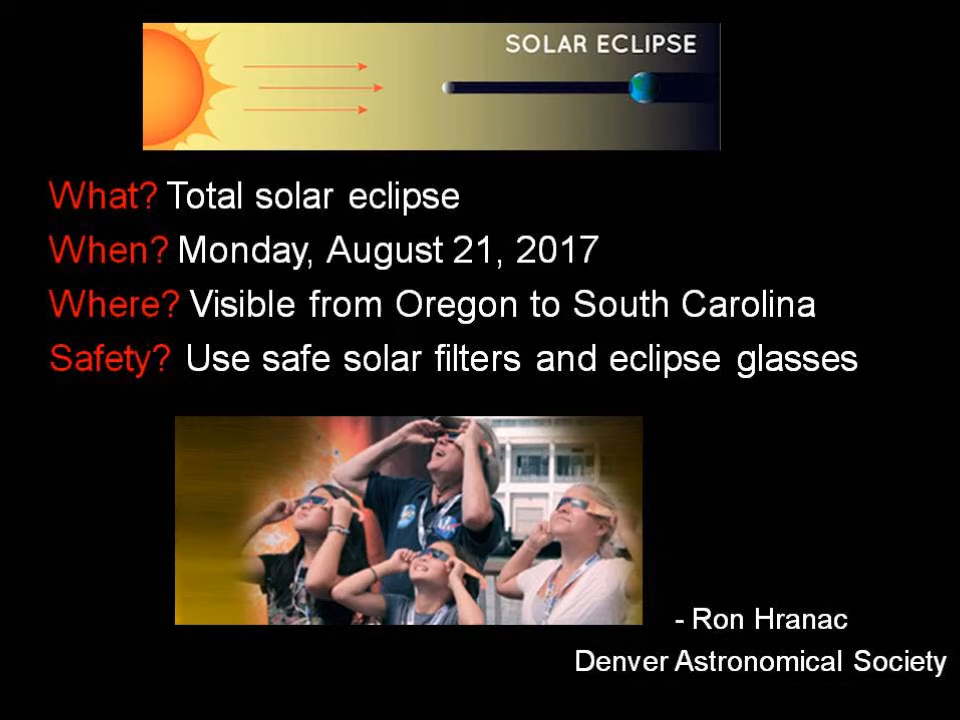 SOLAR ECLIPSE
What? Total solar eclipse
When? Monday, August 21, 2017
Where? Visible from Oregon to South Carolina
Safety? Use safe solar filters and eclipse glasses
- Ron Hranac
Denver Astronomical Society